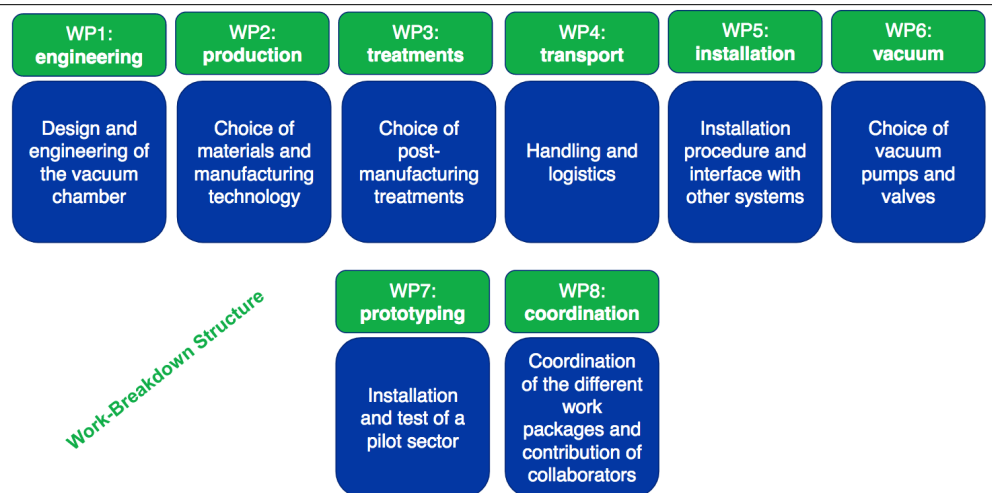 WP1:
engineering
WP2:
production
WP3:
treatments
WP4:
transport
WP5:
installation
WP6:
vacuum
Design and
engineering of
the vacuum
chamber
Choice of
materials and
manufacturing
technology
Choice of
post-
manufacturing
treatments
Handling and
logistics
Installation
procedure and
interface with
other systems
Choice of
vacuum
pumps and
valves
Work-Breakdown Structure
WP7:
prototyping
WP8:
coordination
Installation
and test of a
pilot sector
Coordination
of the different
work
packages and
contribution of
collaborators